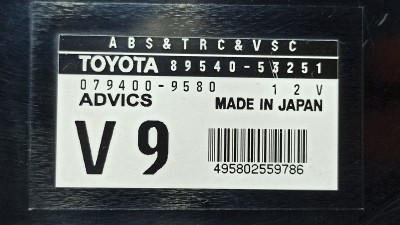 ABS&TRC&VSC
TOYOTA 89540-53251
079400-9580 12V
ADVICS MADE IN JAPAN
V9
495802559786